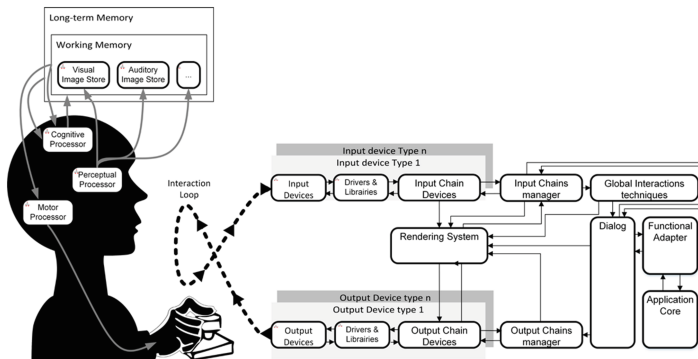 Long-term Memory
Working Memory
Visual
Image Store
Auditory
Image Store
...
Cognitive
Processor
Perceptual
Processor
Motor
Processor
Interaction
Loop
Input device Type n
Input device Type 1
Input
Devices
Drivers &
Libraries
Input Chain
Devices
Input Chains
manager
Global Interactions
techniques
Rendering System
Dialog
Functional
Adapter
Application
Core
Output Device type n
Output Device type 1
Output
Devices
Drivers &
Libraries
Output Chain
Devices
Output Chains
manager